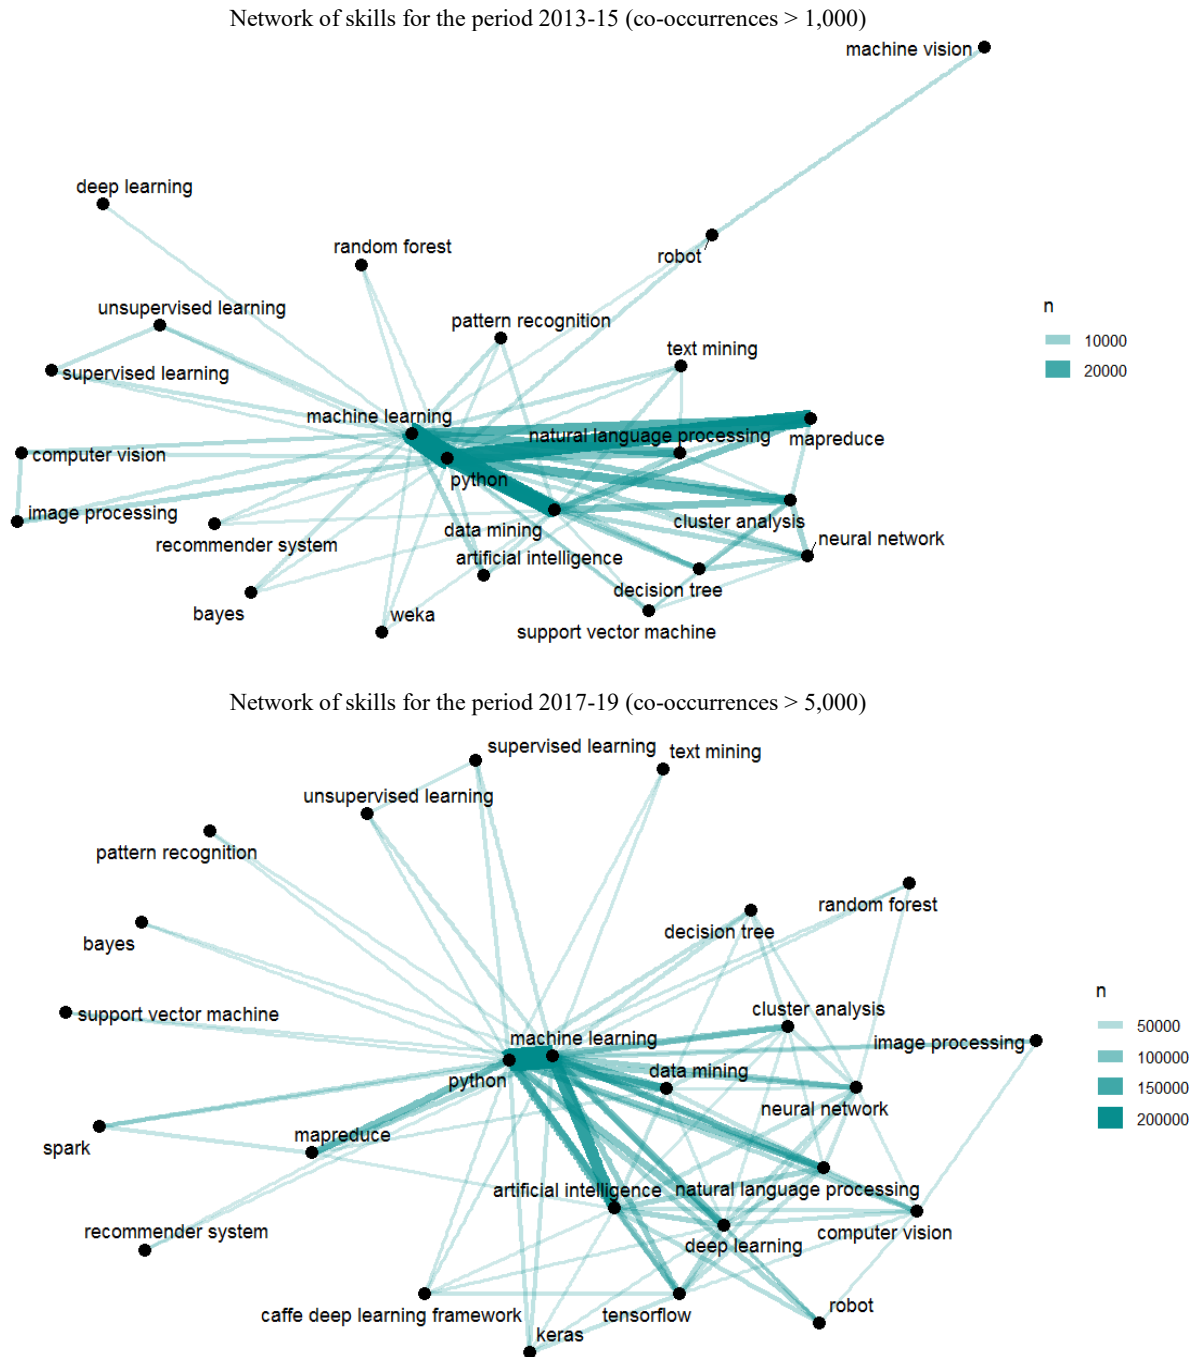 Network of skills for the period 2013-15 (co-occurrences > 1,000)
machine vision
deep learning
random forest
robot
unsupervised learning
pattern recognition
text mining
supervised learning
machine learning
natural language processing
mapreduce
computer vision
python
image processing
data mining
cluster analysis
recommender system
artificial intelligence
neural network
decision tree
bayes
weka
support vector machine
n
10000
20000
Network of skills for the period 2017-19 (co-occurrences > 5,000)
supervised learning
text mining
unsupervised learning
pattern recognition
random forest
decision tree
bayes
support vector machine
cluster analysis
machine learning
image processing
python
data mining
neural network
spark
mapreduce
artificial intelligence
natural language processing
recommender system
computer vision
deep learning
caffe deep learning framework
tensorflow
robot
keras
n
50000
100000
150000
200000